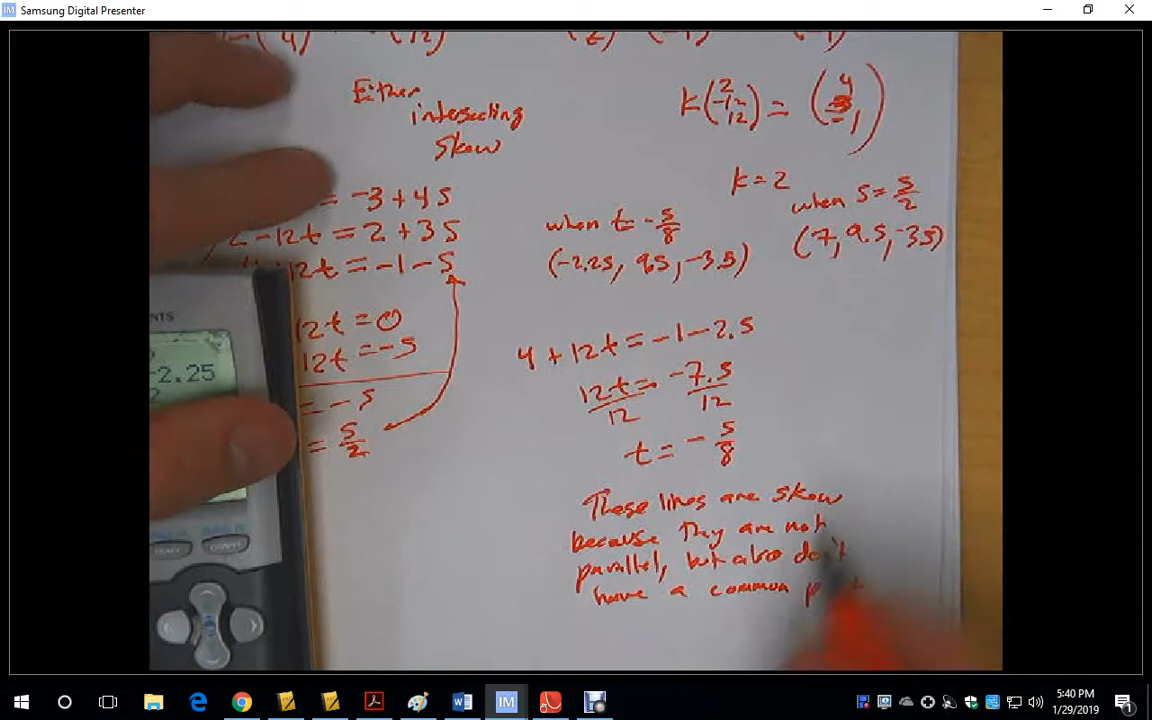 Samsung Digital Presenter
Either
intersecting
skew
k(2 -12 12) = (4 3 -1)
k = 2
= -3 + 4s
2 - 12t = 2 + 3s
12t = -1 - s
12t = 0
12t = -5
= -5
= 5/2
when t = -5/8
(-2.25, 9.5, -3.5)
when s = 5/2
(7, 9.5, -3.5)
4 + 12t = -1 - 2.5
12t/12 = -7.5/12
t = -5/8
These lines are skew
because they are not
parallel, but also don't
have a common
-2.25
5:40 PM
1/29/2019